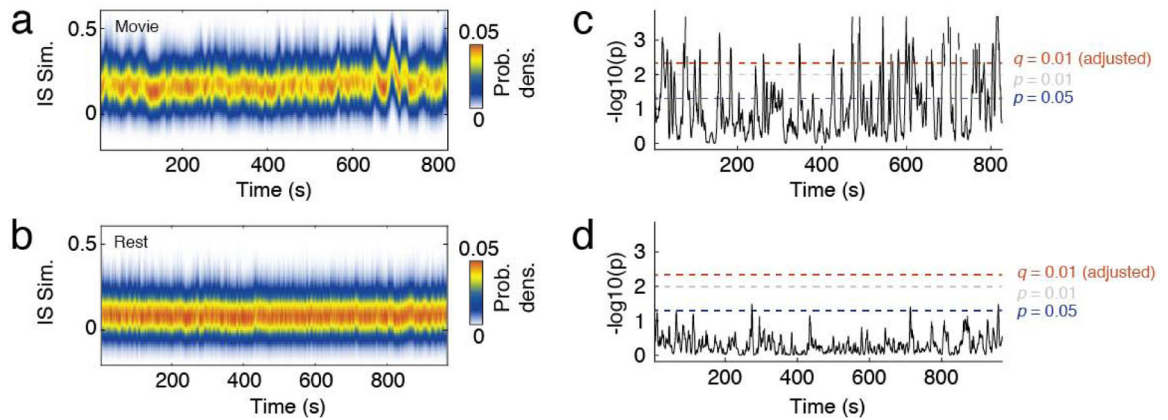 a
Movie
0.5
0
IS Sim.
200
400
600
800
Time (s)
0.05
0
Prob.
dens.
c
3
2
1
0
-log10(p)
200
400
600
800
Time (s)
q = 0.01 (adjusted)
p = 0.01
p = 0.05
b
Rest
0.5
0
IS Sim.
200
400
600
800
Time (s)
0.05
0
Prob.
dens.
d
3
2
1
0
-log10(p)
200
400
600
800
Time (s)
q = 0.01 (adjusted)
p = 0.01
p = 0.05